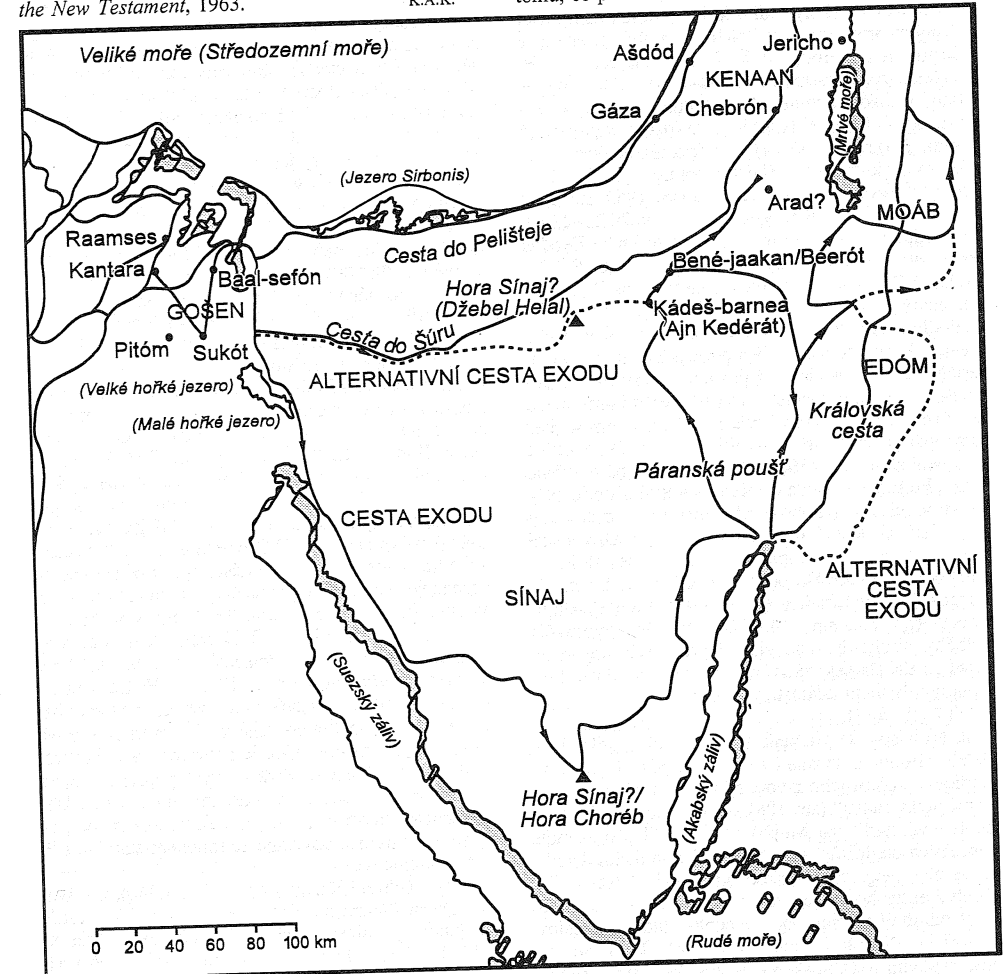 the New Testament, 1963.
K.A.K.
Veliké moře (Středozemní moře)
Ašdód
Jericho
KENAAN
Gáza
Chebrón
(Mrtvé moře)
(Jezero Sirbonis)
Arad?
MOÁB
Raamses
Cesta do Pelišteje
Kantara
Baal-sefón
Bené-jaakan/Beerót
Hora Sínaj?
(Džebel Helál)
GOŠEN
Kádeš-barnea
(Ajn Kedérát)
Cesta do Šúru
Pitóm
Sukót
EDÓM
ALTERNATIVNÍ CESTA EXODU
(Velké hořké jezero)
(Malé hořké jezero)
Královská
cesta
Páranská poušť
CESTA EXODU
ALTERNATIVNÍ
CESTA
EXODU
SÍNAJ
(Suezský záliv)
(Akabský záliv)
Hora Sínaj?/
Hora Choréb
0 20 40 60 80 100 km
(Rudé moře)